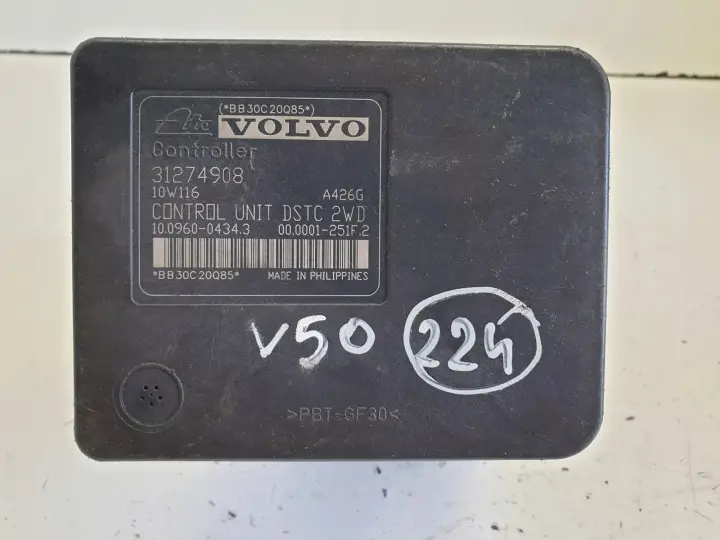 (*BB30C20Q85*)
Ate VOLVO
Controller
31274908
10W116 A426G
CONTROL UNIT DSTC 2WD
10.0960-0434.3 00.0001-251F.2
*BB30C20Q85* MADE IN PHILIPPINES
V50 224
>PBT-GF30<